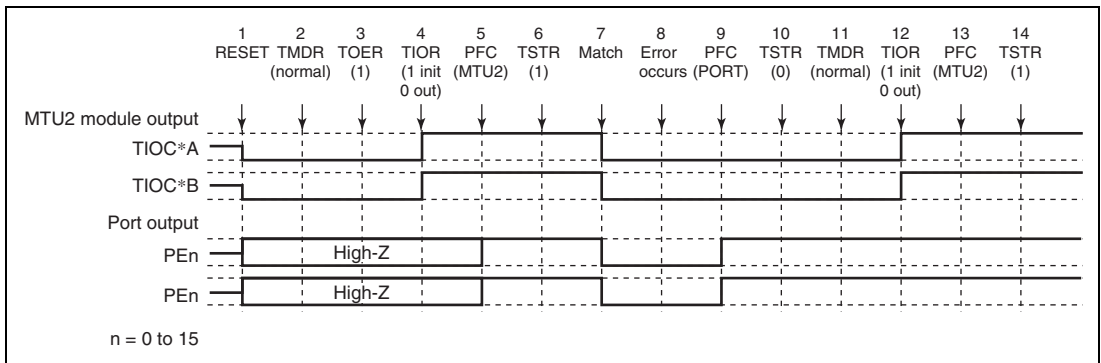 1 2 3 4 5 6 7 8 9 10 11 12 13 14
RESET TMDR TOER TIOR PFC TSTR Match Error PFC TSTR TMDR TIOR PFC TSTR
(normal) (1) (1 init (MTU2) (1) occurs (PORT) (0) (normal) (1 init (MTU2) (1)
0 out) 0 out)
MTU2 module output
TIOC*A
TIOC*B
Port output
PEn High-Z
PEn High-Z
n = 0 to 15